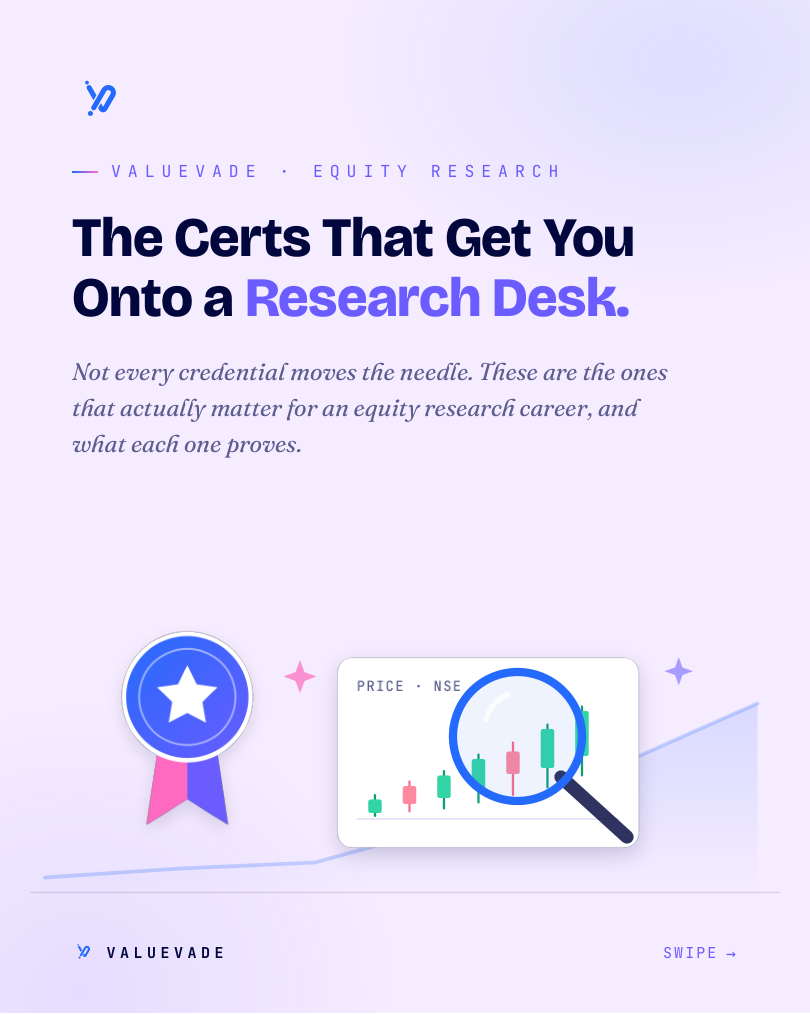 VALUEVADE · EQUITY RESEARCH
The Certs That Get You
Onto a Research Desk.
Not every credential moves the needle. These are the ones
that actually matter for an equity research career, and
what each one proves.
PRICE · NSE
VALUEVADE
SWIPE →